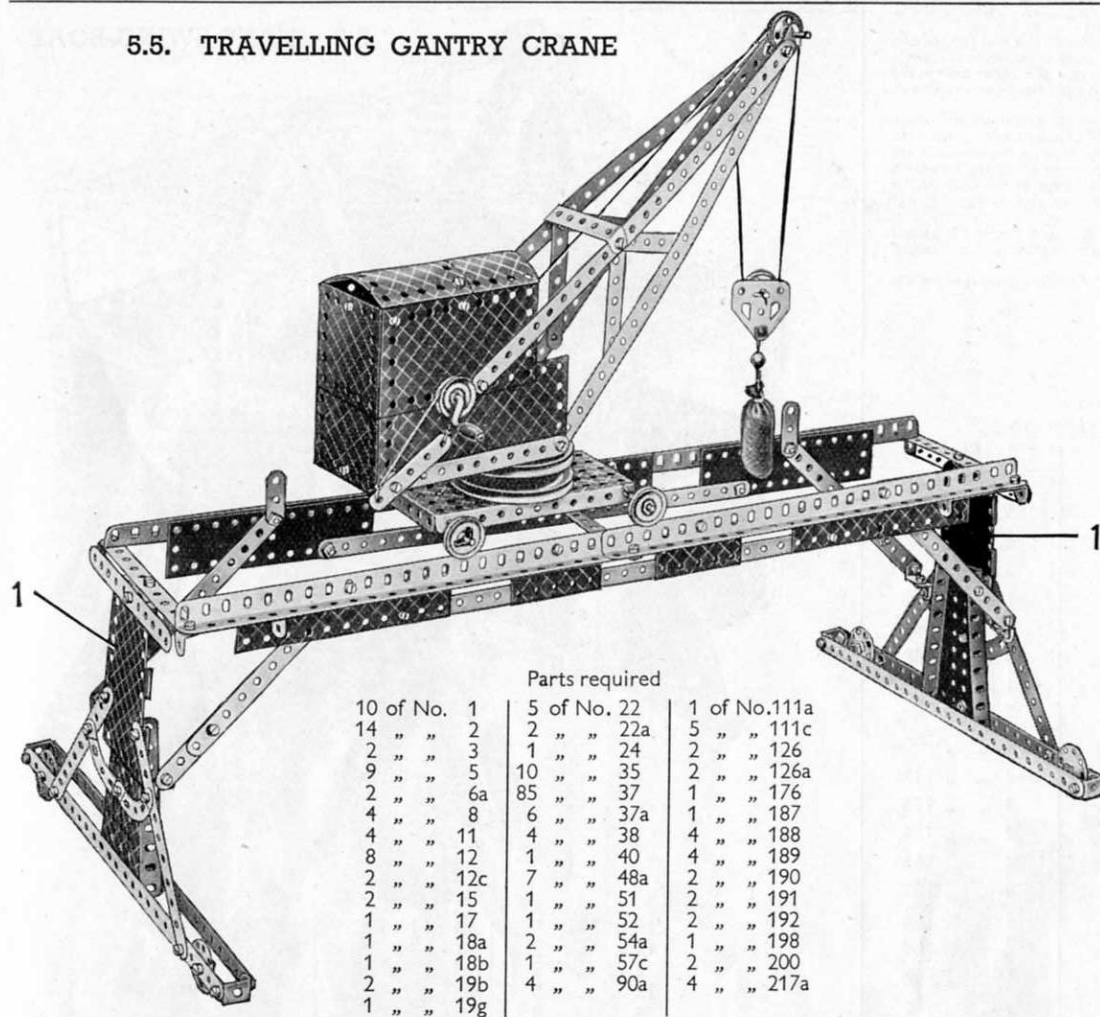 5.5. TRAVELLING GANTRY CRANE
1
1
Parts required
10 of No. 1
14 „ „ 2
2 „ „ 3
9 „ „ 5
2 „ „ 6a
4 „ „ 8
4 „ „ 11
8 „ „ 12
2 „ „ 12c
2 „ „ 15
1 „ „ 17
1 „ „ 18a
1 „ „ 18b
2 „ „ 19b
1 „ „ 19g
5 of No. 22
2 „ „ 22a
1 „ „ 24
10 „ „ 35
85 „ „ 37
6 „ „ 37a
4 „ „ 38
1 „ „ 40
7 „ „ 48a
1 „ „ 51
1 „ „ 52
2 „ „ 54a
1 „ „ 57c
4 „ „ 90a
1 of No. 111a
5 „ „ 111c
2 „ „ 126
2 „ „ 126a
1 „ „ 176
1 „ „ 187
4 „ „ 188
4 „ „ 189
2 „ „ 190
2 „ „ 191
2 „ „ 192
1 „ „ 198
2 „ „ 200
4 „ „ 217a